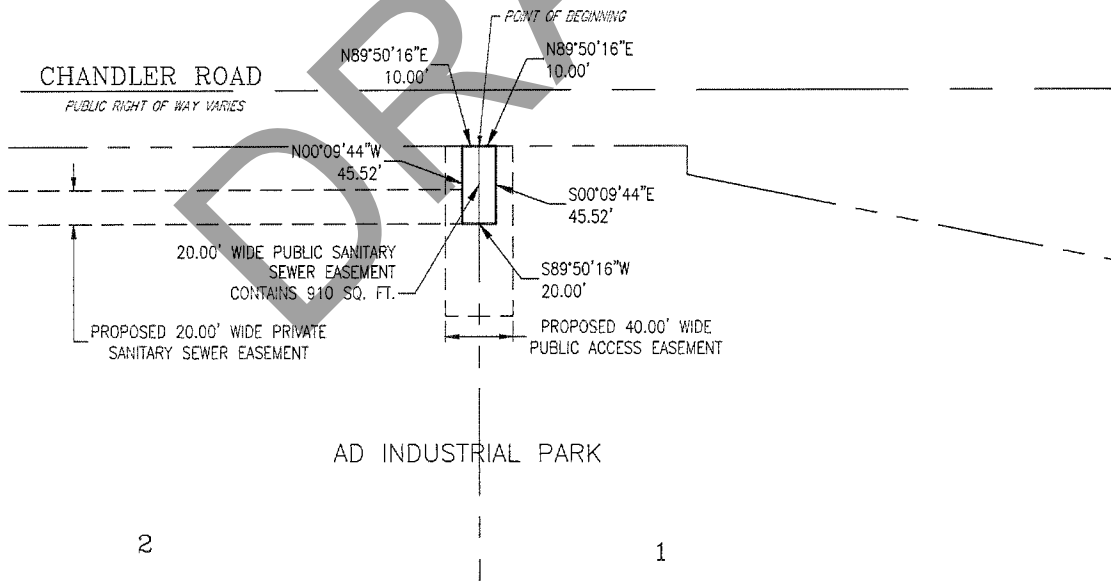 POINT OF BEGINNING
N89°50'16"E
10.00'
N89°50'16"E
10.00'
CHANDLER ROAD
PUBLIC RIGHT OF WAY VARIES
N00°09'44"W
45.52'
S00°09'44"E
45.52'
20.00' WIDE PUBLIC SANITARY
SEWER EASEMENT
CONTAINS 910 SQ. FT.
S89°50'16"W
20.00'
PROPOSED 20.00' WIDE PRIVATE
SANITARY SEWER EASEMENT
PROPOSED 40.00' WIDE
PUBLIC ACCESS EASEMENT
AD INDUSTRIAL PARK
2
1